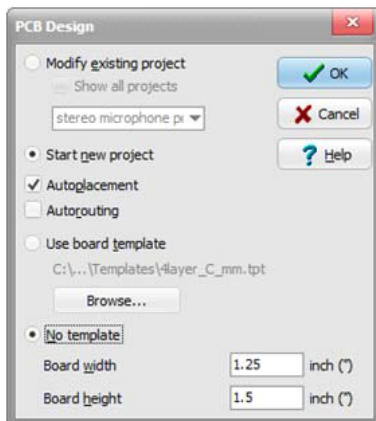 PCB Design
Modify existing project
OK
Show all projects
Cancel
stereo microphone p
Start new project
Help
Autoplacement
Autorouting
Use board template
C:\...\Templates\4layer_C_mm.tpt
Browse...
No template
Board width 1.25 inch (")
Board height 1.5 inch (")